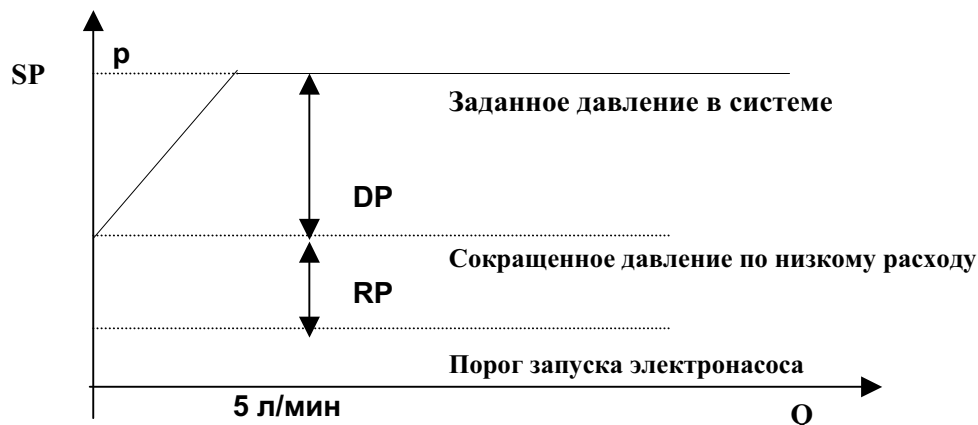 p
SP
Заданное давление в системе
DP
Сокращенное давление по низкому расходу
RP
Порог запуска электронасоса
5 л/мин
Q